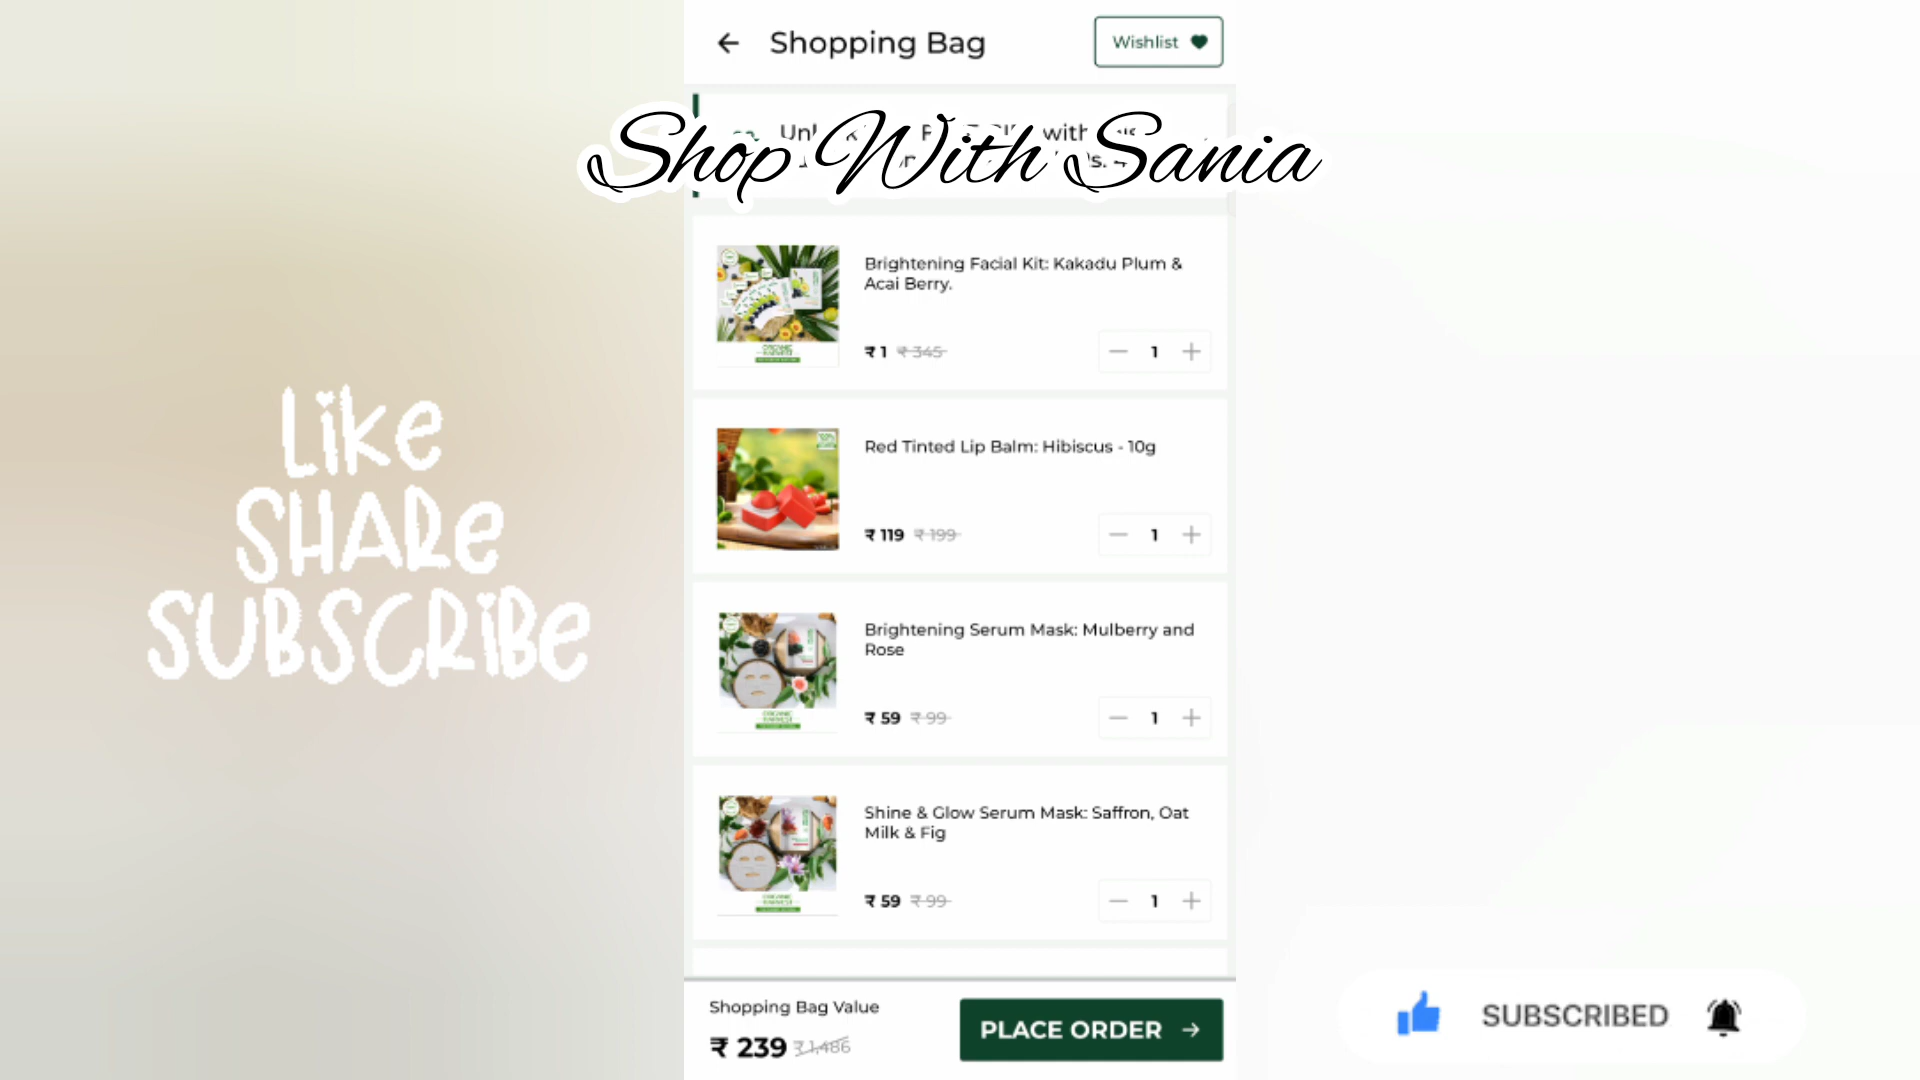 Shopping Bag
Wishlist
Shop With Sania
with
Brightening Facial Kit: Kakadu Plum &
Acai Berry.
₹ 1 ₹ 345
1
Red Tinted Lip Balm: Hibiscus - 10g
₹ 119 ₹ 199
1
Brightening Serum Mask: Mulberry and
Rose
₹ 59 ₹ 99
1
Shine & Glow Serum Mask: Saffron, Oat
Milk & Fig
₹ 59 ₹ 99
1
Shopping Bag Value
₹ 239 ₹ 1,486
PLACE ORDER
Like
SHARe
SUBSCRiBe
SUBSCRIBED
ORGANIC
HARVEST